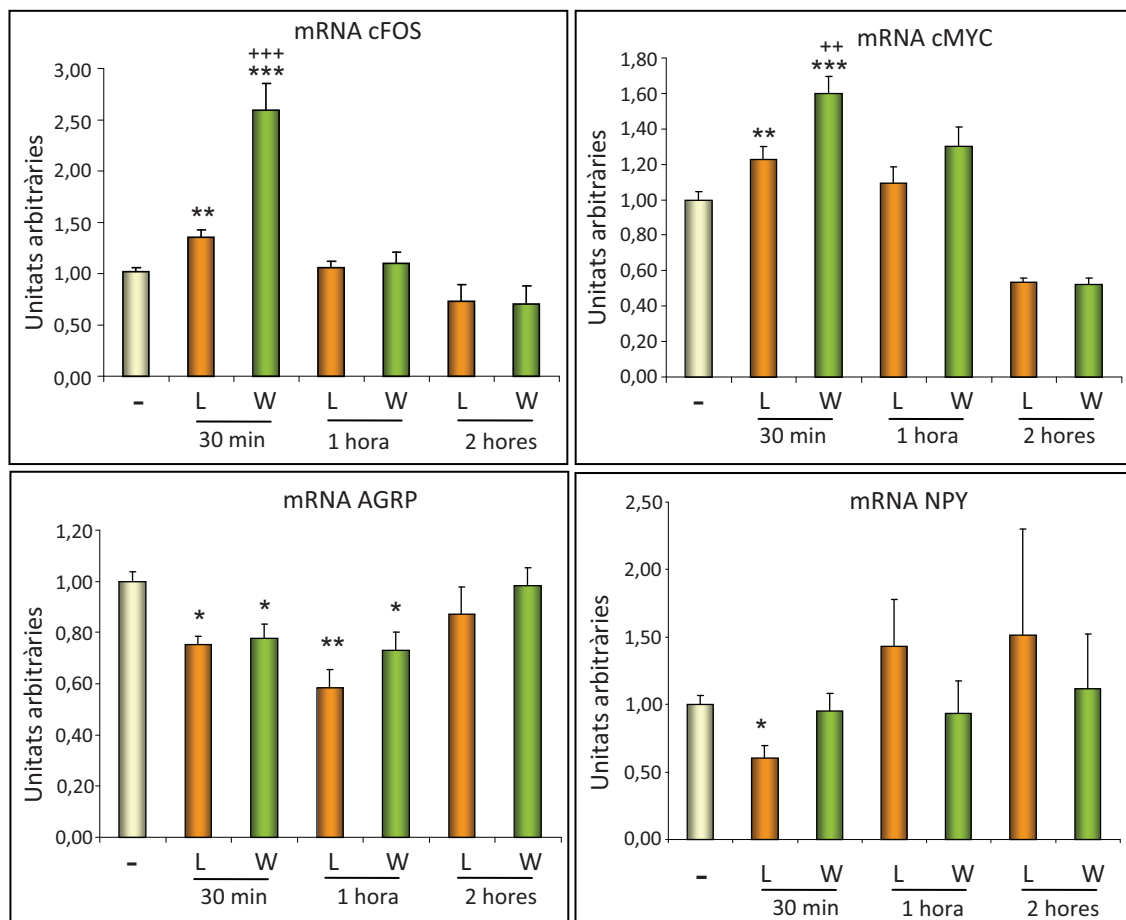 mRNA cFOS
+++
***
**
Unitats arbitràries
3,00
2,50
2,00
1,50
1,00
0,50
0,00
- L W L W L W
30 min 1 hora 2 hores
mRNA cMYC
++
***
**
Unitats arbitràries
1,80
1,60
1,40
1,20
1,00
0,80
0,60
0,40
0,20
0,00
- L W L W L W
30 min 1 hora 2 hores
mRNA AGRP
* * ** *
Unitats arbitràries
1,20
1,00
0,80
0,60
0,40
0,20
0,00
- L W L W L W
30 min 1 hora 2 hores
mRNA NPY
*
Unitats arbitràries
2,50
2,00
1,50
1,00
0,50
0,00
- L W L W L W
30 min 1 hora 2 hores